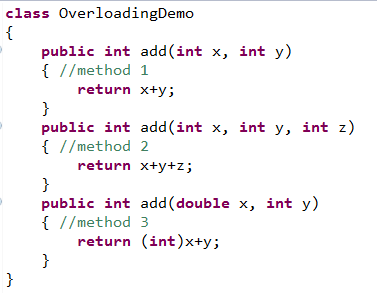 class OverloadingDemo
{
    public int add(int x, int y)
    { //method 1
        return x+y;
    }
    public int add(int x, int y, int z)
    { //method 2
        return x+y+z;
    }
    public int add(double x, int y)
    { //method 3
        return (int)x+y;
    }
}